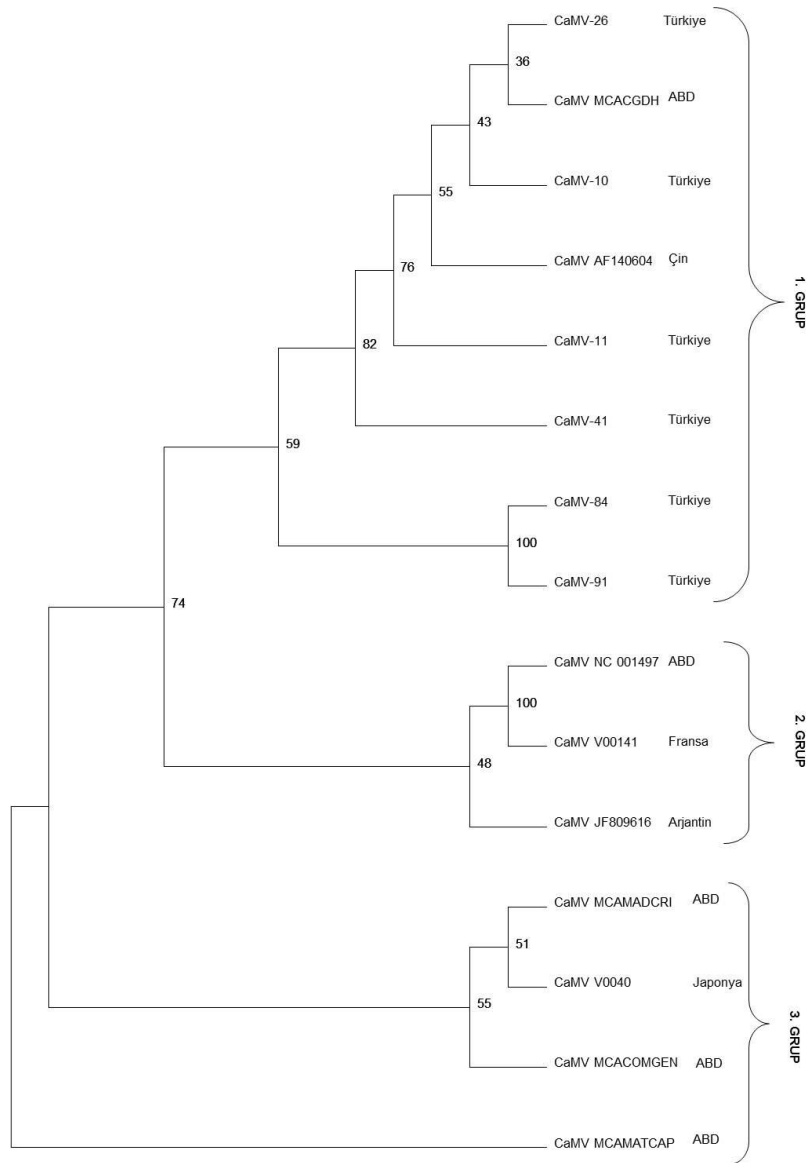 CaMV-26 Türkiye
36
CaMV MCACGDH ABD
43
CaMV-10 Türkiye
55
CaMV AF140604 Çin
76
1. GRUP
CaMV-11 Türkiye
82
CaMV-41 Türkiye
59
CaMV-84 Türkiye
100
CaMV-91 Türkiye
74
CaMV NC 001497 ABD
100
2. GRUP
CaMV V00141 Fransa
48
CaMV JF809616 Arjantin
CaMV MCAMADCRI ABD
51
CaMV V0040 Japonya
55
3. GRUP
CaMV MCACOMGEN ABD
CaMV MCAMATCAP ABD